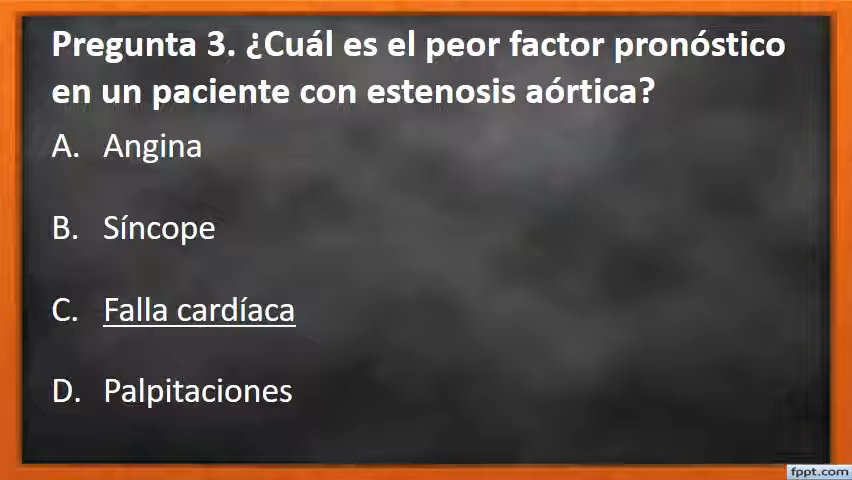 Pregunta 3. ¿Cuál es el peor factor pronóstico
en un paciente con estenosis aórtica?
A. Angina
B. Síncope
C. Falla cardíaca
D. Palpitaciones
fppt.com